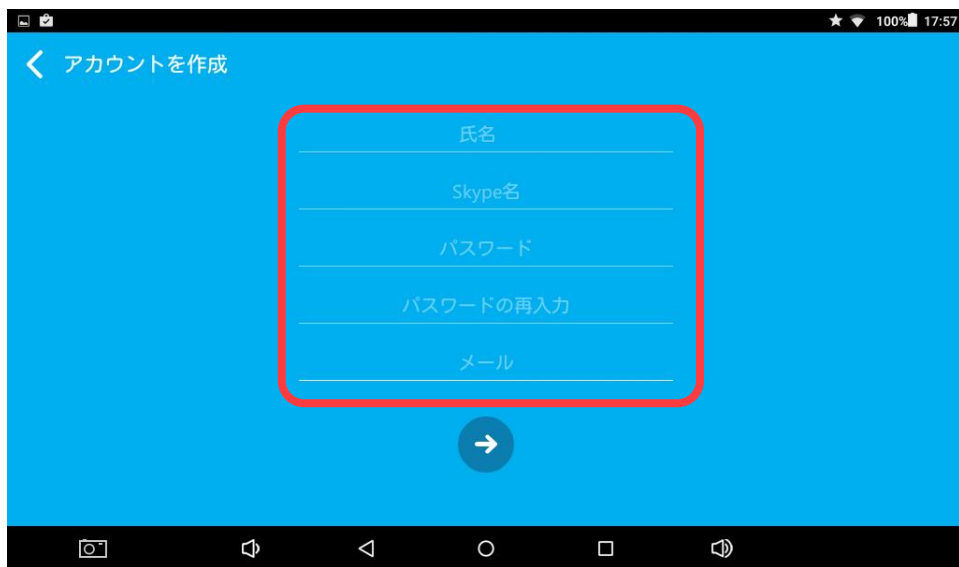 100% 17:57
アカウントを作成
氏名
Skype名
パスワード
パスワードの再入力
メール